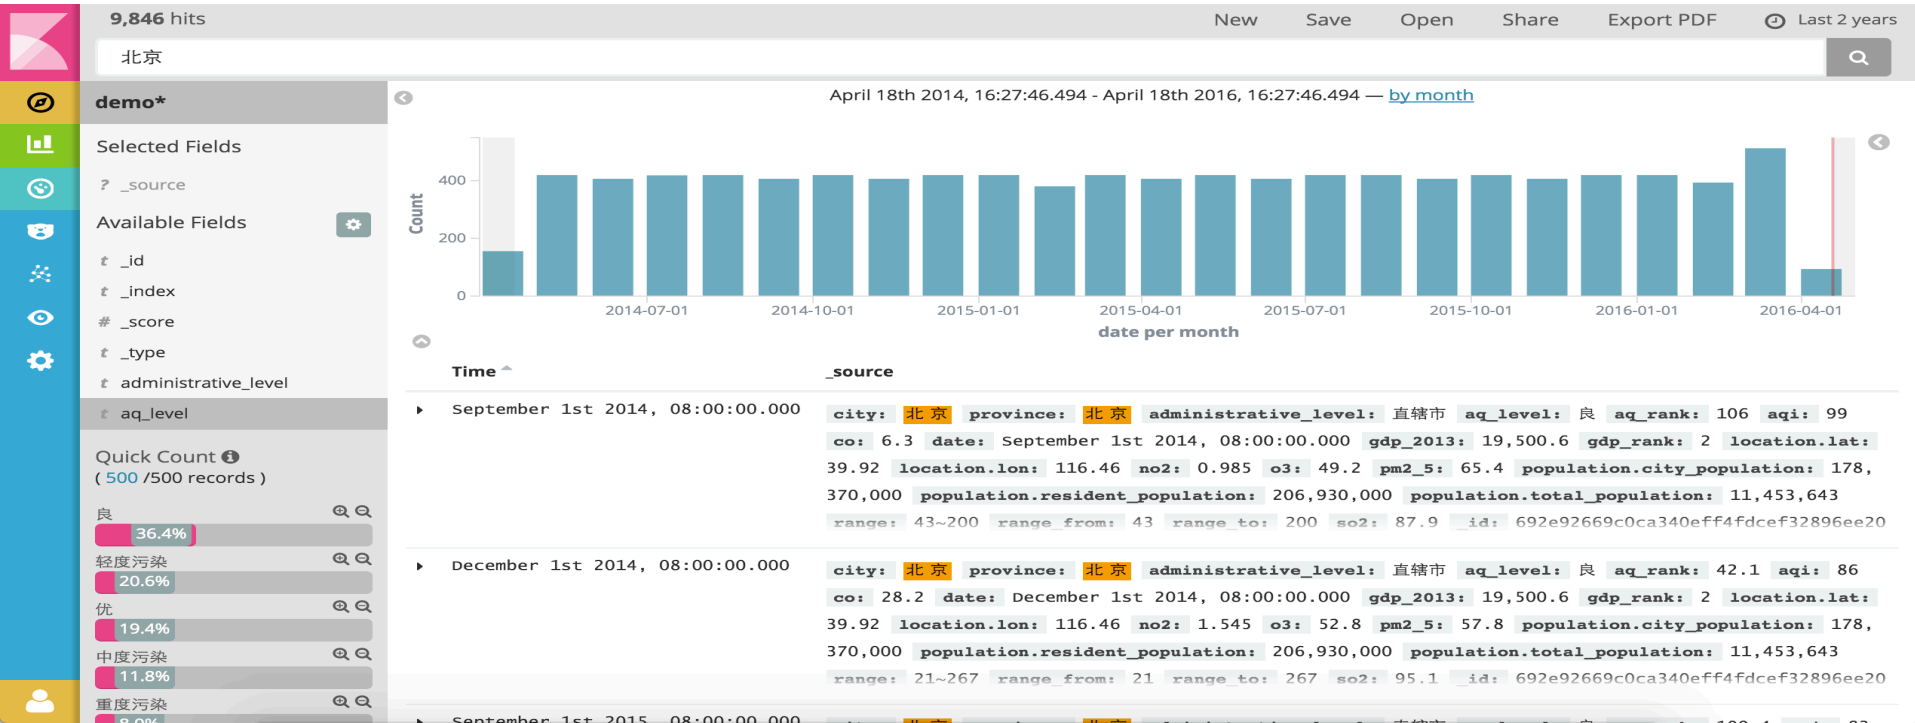 9,846 hits
New Save Open Share Export PDF Last 2 years
北京
demo*
Selected Fields
? _source
Available Fields
t _id
t _index
# _score
t _type
t administrative_level
t aq_level
Quick Count
( 500 /500 records )
良
36.4%
轻度污染
20.6%
优
19.4%
中度污染
11.8%
重度污染
8.0%
April 18th 2014, 16:27:46.494 - April 18th 2016, 16:27:46.494 — by month
Count
400
200
0
2014-07-01 2014-10-01 2015-01-01 2015-04-01 2015-07-01 2015-10-01 2016-01-01 2016-04-01
date per month
Time _source
September 1st 2014, 08:00:00.000 city: 北京 province: 北京 administrative_level: 直辖市 aq_level: 良 aq_rank: 106 aqi: 99
co: 6.3 date: September 1st 2014, 08:00:00.000 gdp_2013: 19,500.6 gdp_rank: 2 location.lat:
39.92 location.lon: 116.46 no2: 0.985 o3: 49.2 pm2_5: 65.4 population.city_population: 178,
370,000 population.resident_population: 206,930,000 population.total_population: 11,453,643
range: 43~200 range_from: 43 range_to: 200 so2: 87.9 _id: 692e92669c0ca340eff4fdcef32896ee20
December 1st 2014, 08:00:00.000 city: 北京 province: 北京 administrative_level: 直辖市 aq_level: 良 aq_rank: 42.1 aqi: 86
co: 28.2 date: December 1st 2014, 08:00:00.000 gdp_2013: 19,500.6 gdp_rank: 2 location.lat:
39.92 location.lon: 116.46 no2: 1.545 o3: 52.8 pm2_5: 57.8 population.city_population: 178,
370,000 population.resident_population: 206,930,000 population.total_population: 11,453,643
range: 21~267 range_from: 21 range_to: 267 so2: 95.1 _id: 692e92669c0ca340eff4fdcef32896ee20
September 1st 2015, 08:00:00.000